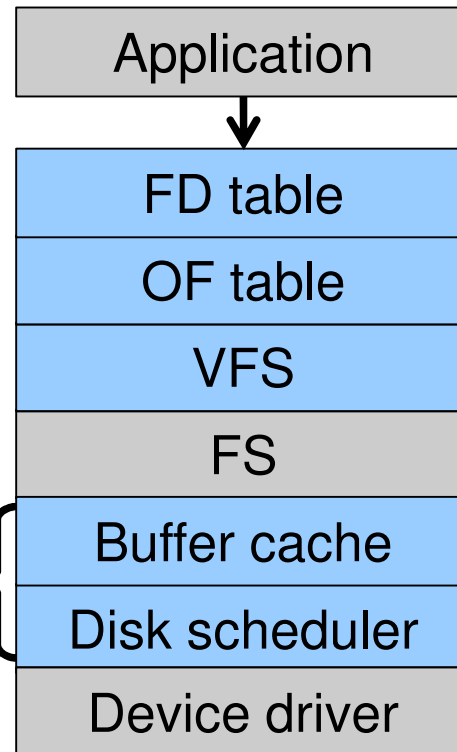 Application
FD table
OF table
VFS
FS
Buffer cache
Disk scheduler
Device driver